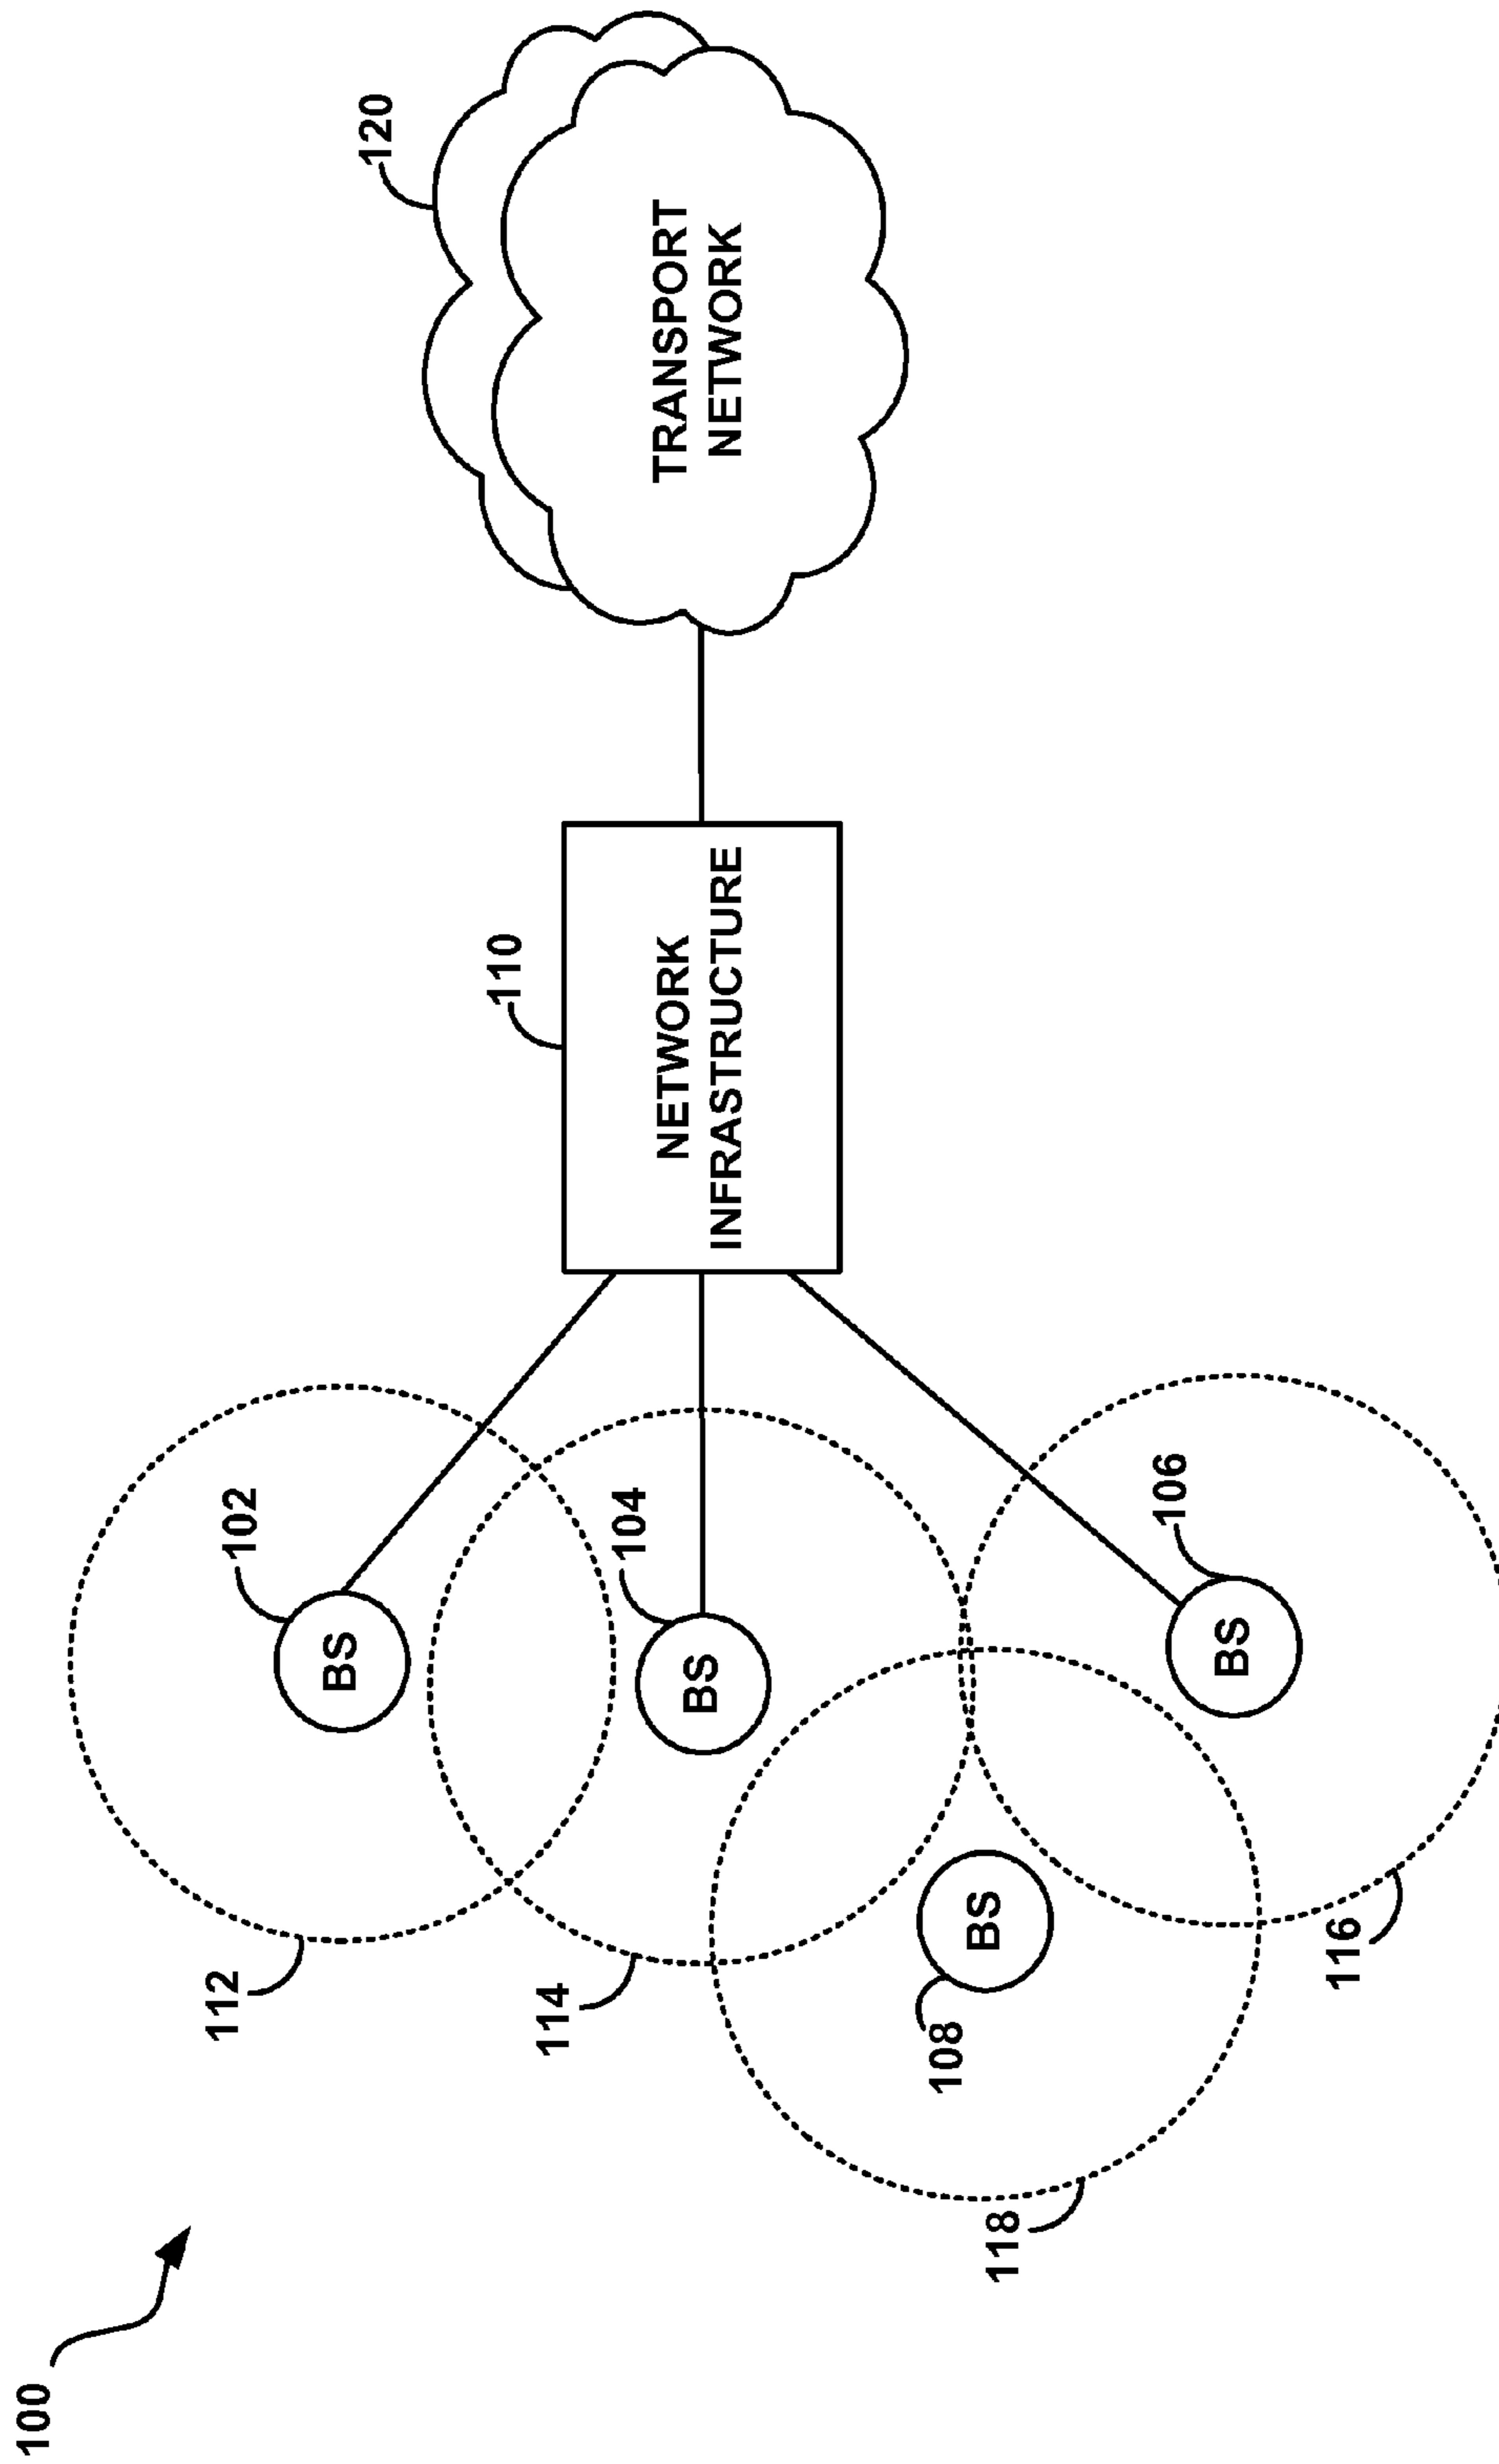 100
112
102
BS
114
104
BS
118
108
BS
116
106
BS
110
NETWORK
INFRASTRUCTURE
120
TRANSPORT
NETWORK